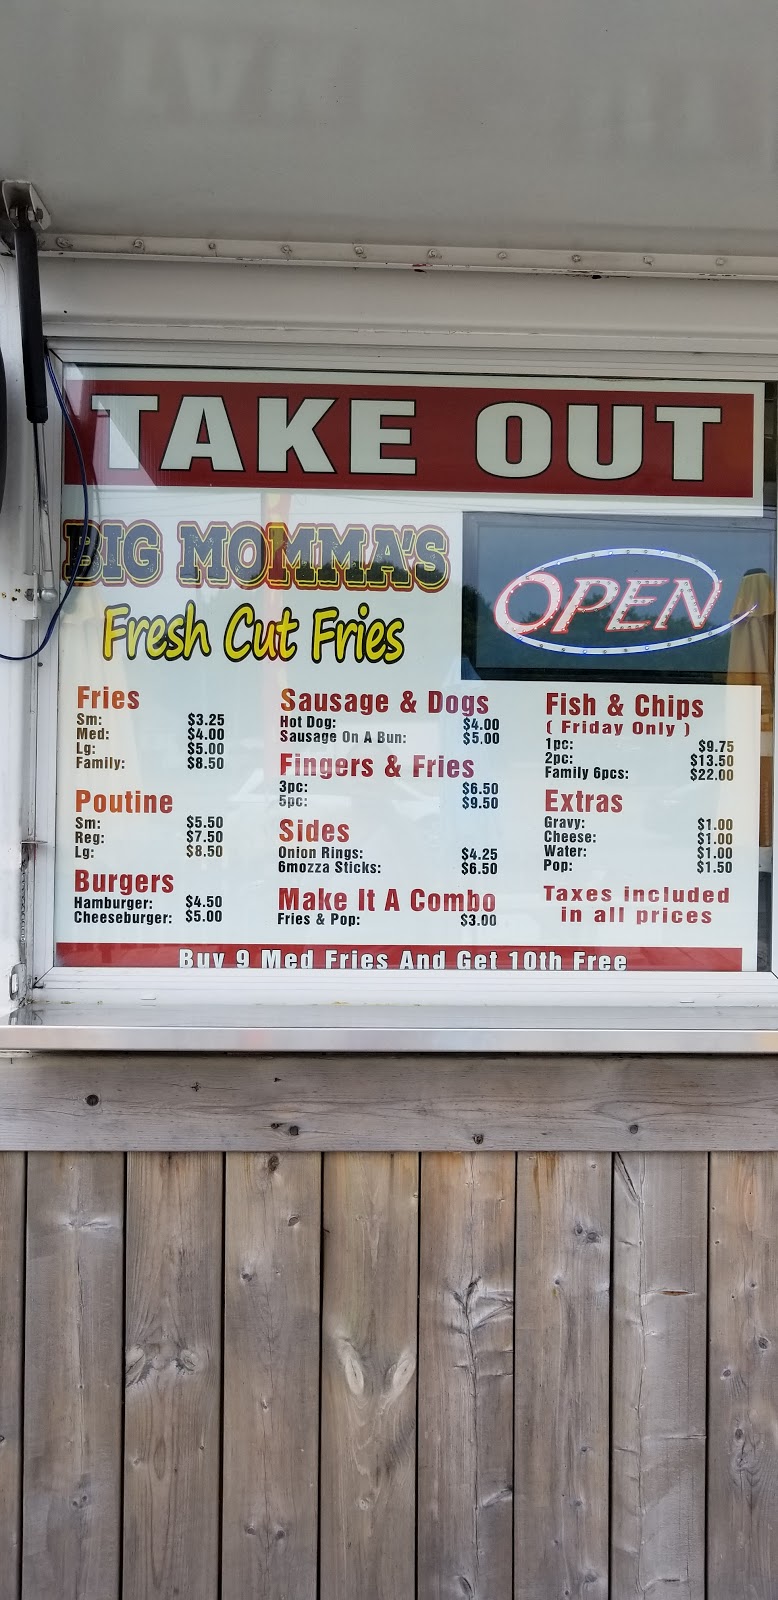 TAKE OUT
BIG MOMMA'S
Fresh Cut Fries
OPEN
Fries
Sm: $3.25
Med: $4.00
Lg: $5.00
Family: $8.50
Poutine
Sm: $5.50
Reg: $7.50
Lg: $8.50
Burgers
Hamburger: $4.50
Cheeseburger: $5.00
Sausage & Dogs
Hot Dog: $4.00
Sausage On A Bun: $5.00
Fingers & Fries
3pc: $6.50
5pc: $9.50
Sides
Onion Rings: $4.25
6mozza Sticks: $6.50
Make It A Combo
Fries & Pop: $3.00
Fish & Chips
( Friday Only )
1pc: $9.75
2pc: $13.50
Family 6pcs: $22.00
Extras
Gravy: $1.00
Cheese: $1.00
Water: $1.00
Pop: $1.50
Taxes included
in all prices
Buy 9 Med Fries And Get 10th Free